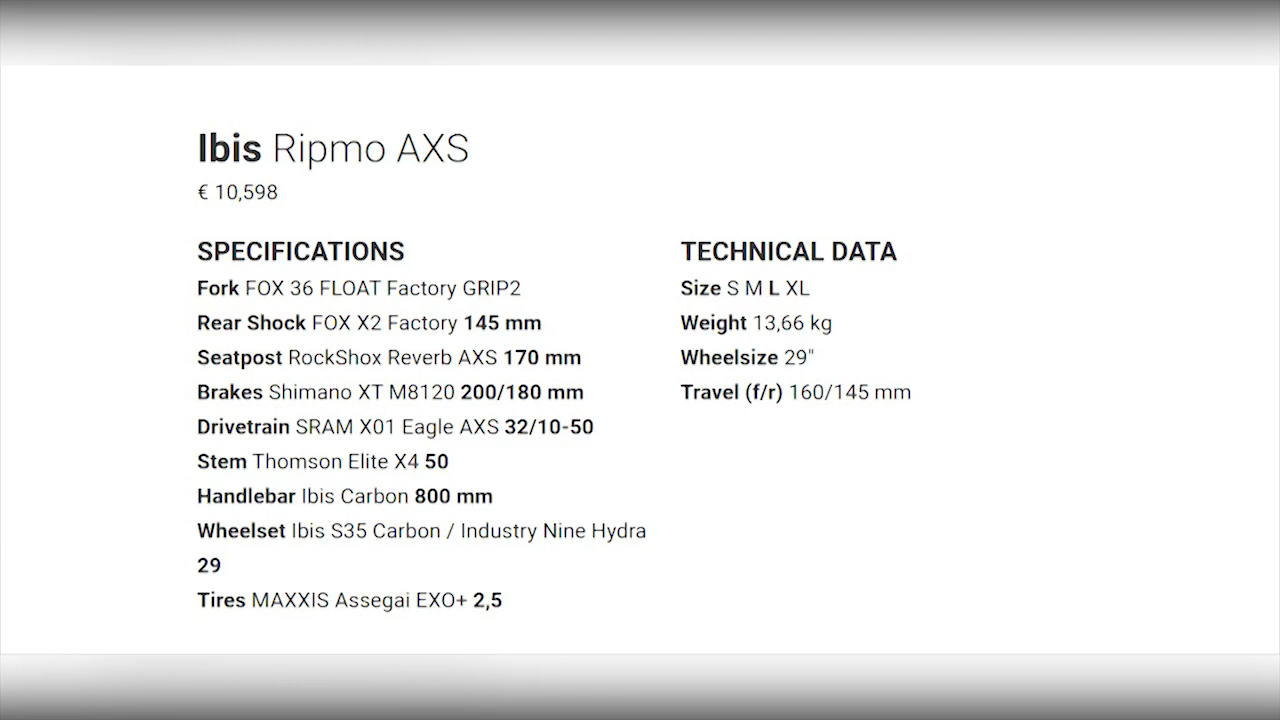 Ibis Ripmo AXS
€ 10,598
SPECIFICATIONS
Fork FOX 36 FLOAT Factory GRIP2
Rear Shock FOX X2 Factory 145 mm
Seatpost RockShox Reverb AXS 170 mm
Brakes Shimano XT M8120 200/180 mm
Drivetrain SRAM X01 Eagle AXS 32/10-50
Stem Thomson Elite X4 50
Handlebar Ibis Carbon 800 mm
Wheelset Ibis S35 Carbon / Industry Nine Hydra
29
Tires MAXXIS Assegai EXO+ 2,5
TECHNICAL DATA
Size S M L XL
Weight 13,66 kg
Wheelsize 29"
Travel (f/r) 160/145 mm